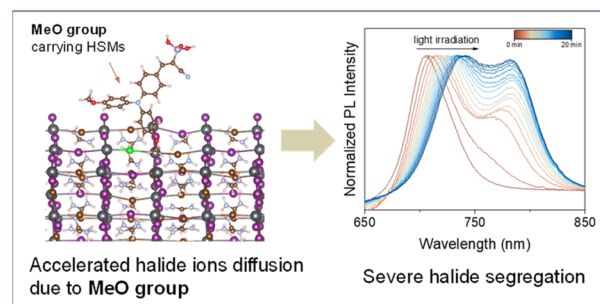 MeO group
carrying HSMs
light irradiation
0 min
20 min
Normalized PL Intensity
650
750
850
Wavelength (nm)
Accelerated halide ions diffusion
due to MeO group
Severe halide segregation